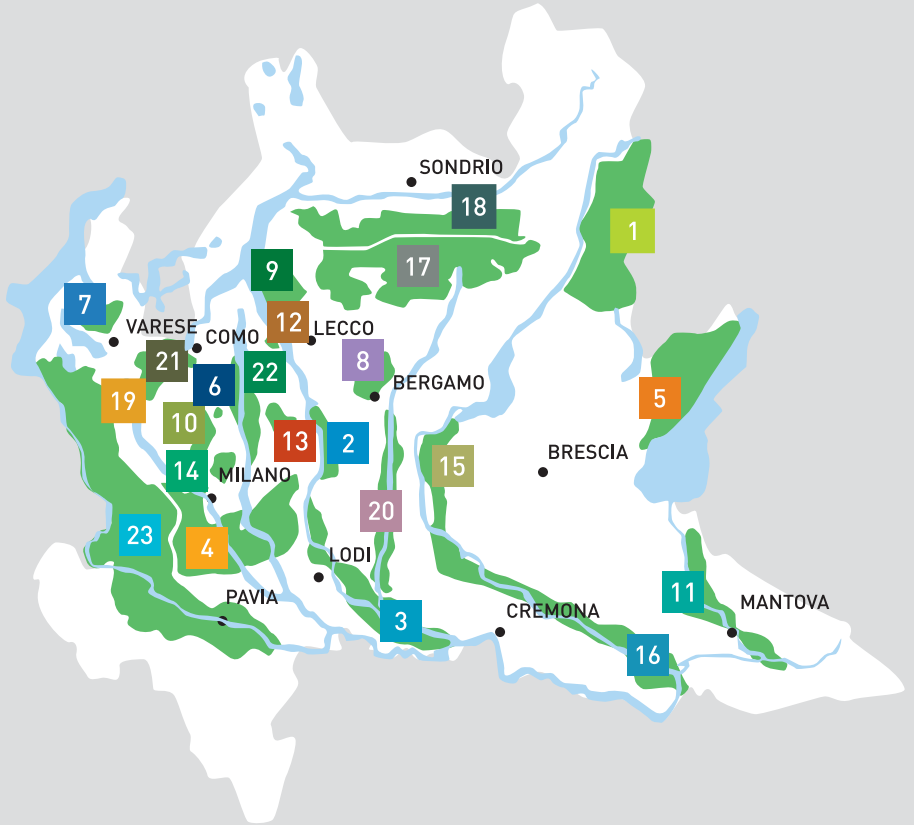 SONDRIO
18
1
9
17
7
12
LECCO
VARESE
COMO
21
8
22
6
BERGAMO
19
5
10
13
2
BRESCIA
15
14
MILANO
20
23
4
LODI
11
PAVIA
MANTOVA
CREMONA
3
16